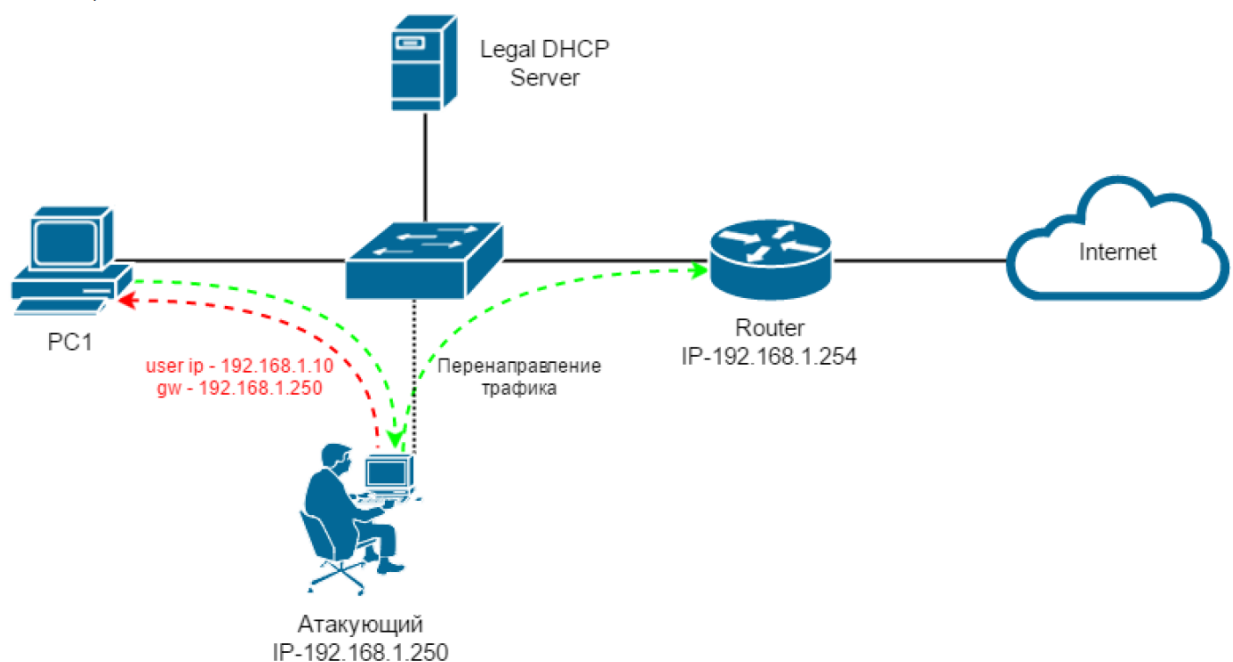 Legal DHCP
Server
Internet
PC1
Router
IP-192.168.1.254
user ip - 192.168.1.10
gw - 192.168.1.250
Перенаправление
трафика
Атакующий
IP-192.168.1.250